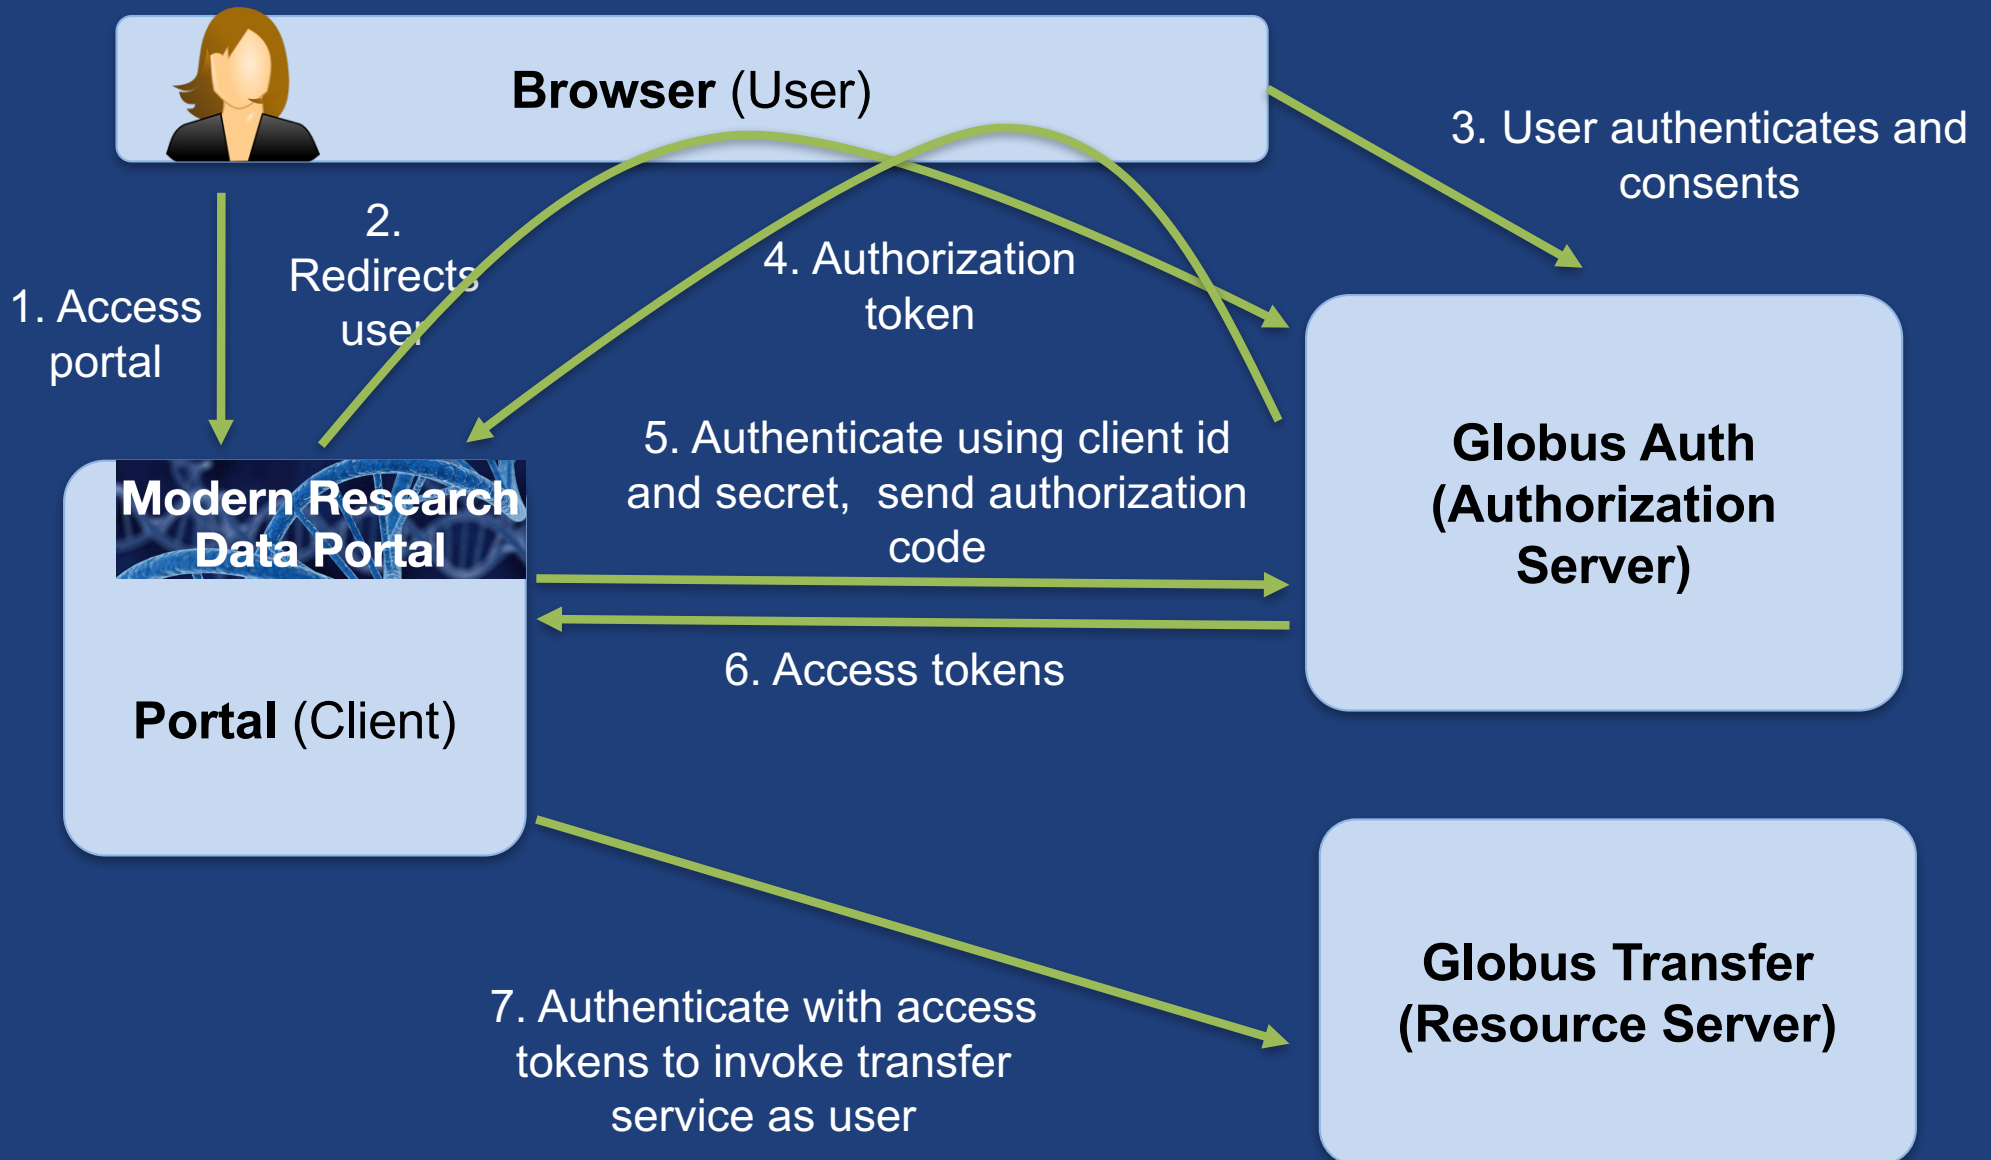 Browser (User)
3. User authenticates and
consents
2.
Redirects
user
1. Access
portal
4. Authorization
token
5. Authenticate using client id
and secret,  send authorization
code
Modern Research
Data Portal
Globus Auth
(Authorization
Server)
6. Access tokens
Portal (Client)
7. Authenticate with access
tokens to invoke transfer
service as user
Globus Transfer
(Resource Server)